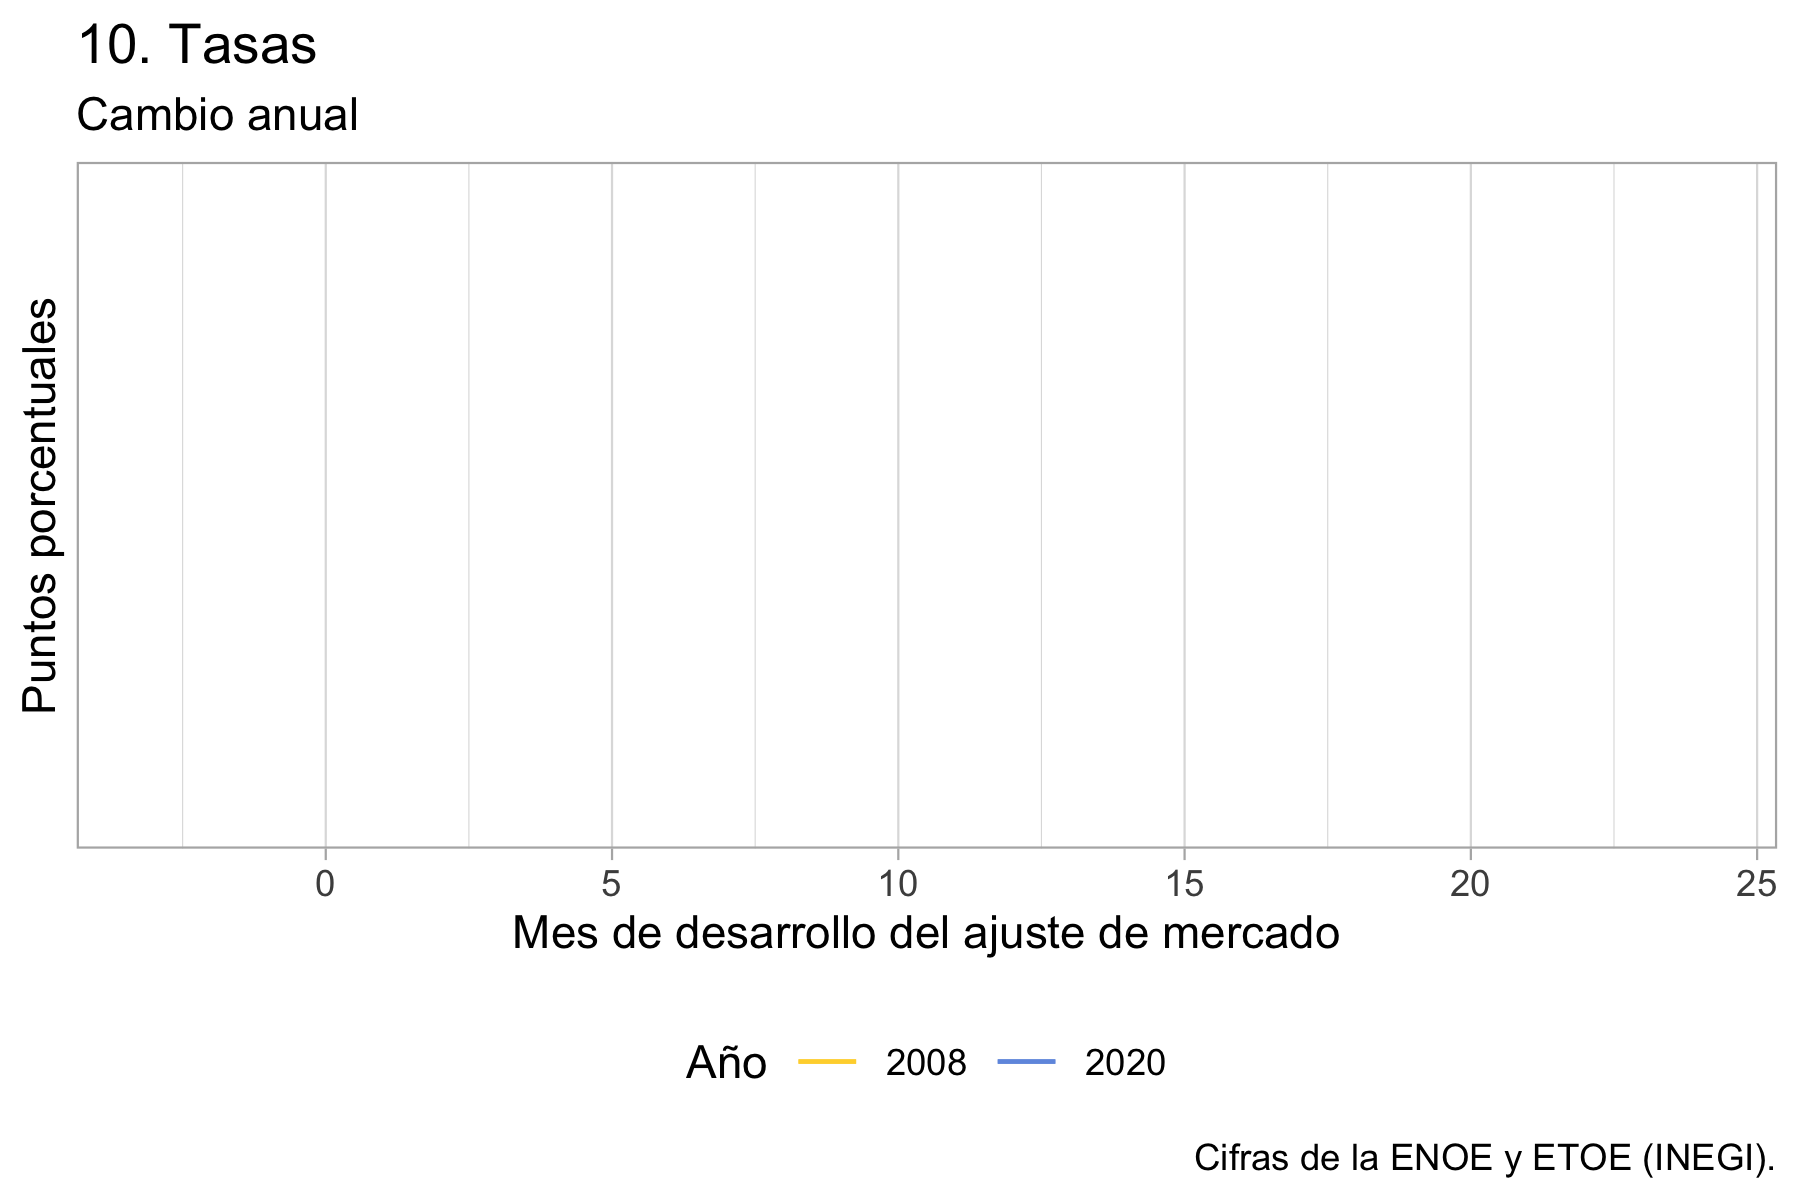 10. Tasas
Cambio anual
Puntos porcentuales
0 5 10 15 20 25
Mes de desarrollo del ajuste de mercado
Año 2008 2020
Cifras de la ENOE y ETOE (INEGI).